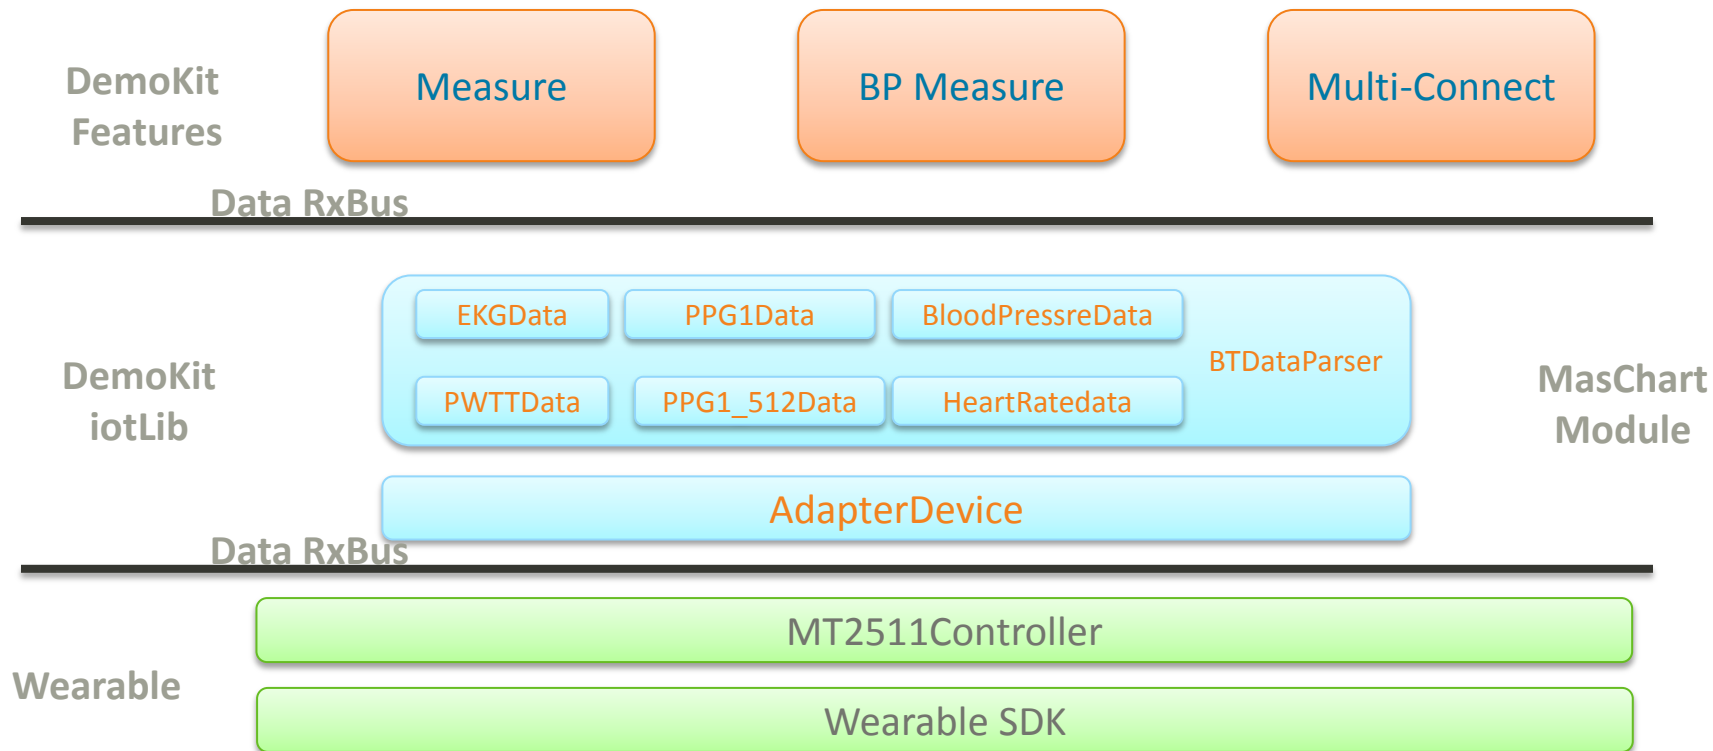 DemoKit
Features
Measure
BP Measure
Multi-Connect
Data RxBus
EKGData
PPG1Data
BloodPressreData
BTDataParser
PWTTData
PPG1_512Data
HeartRatedata
DemoKit
iotLib
MasChart
Module
AdapterDevice
Data RxBus
MT2511Controller
Wearable
Wearable SDK